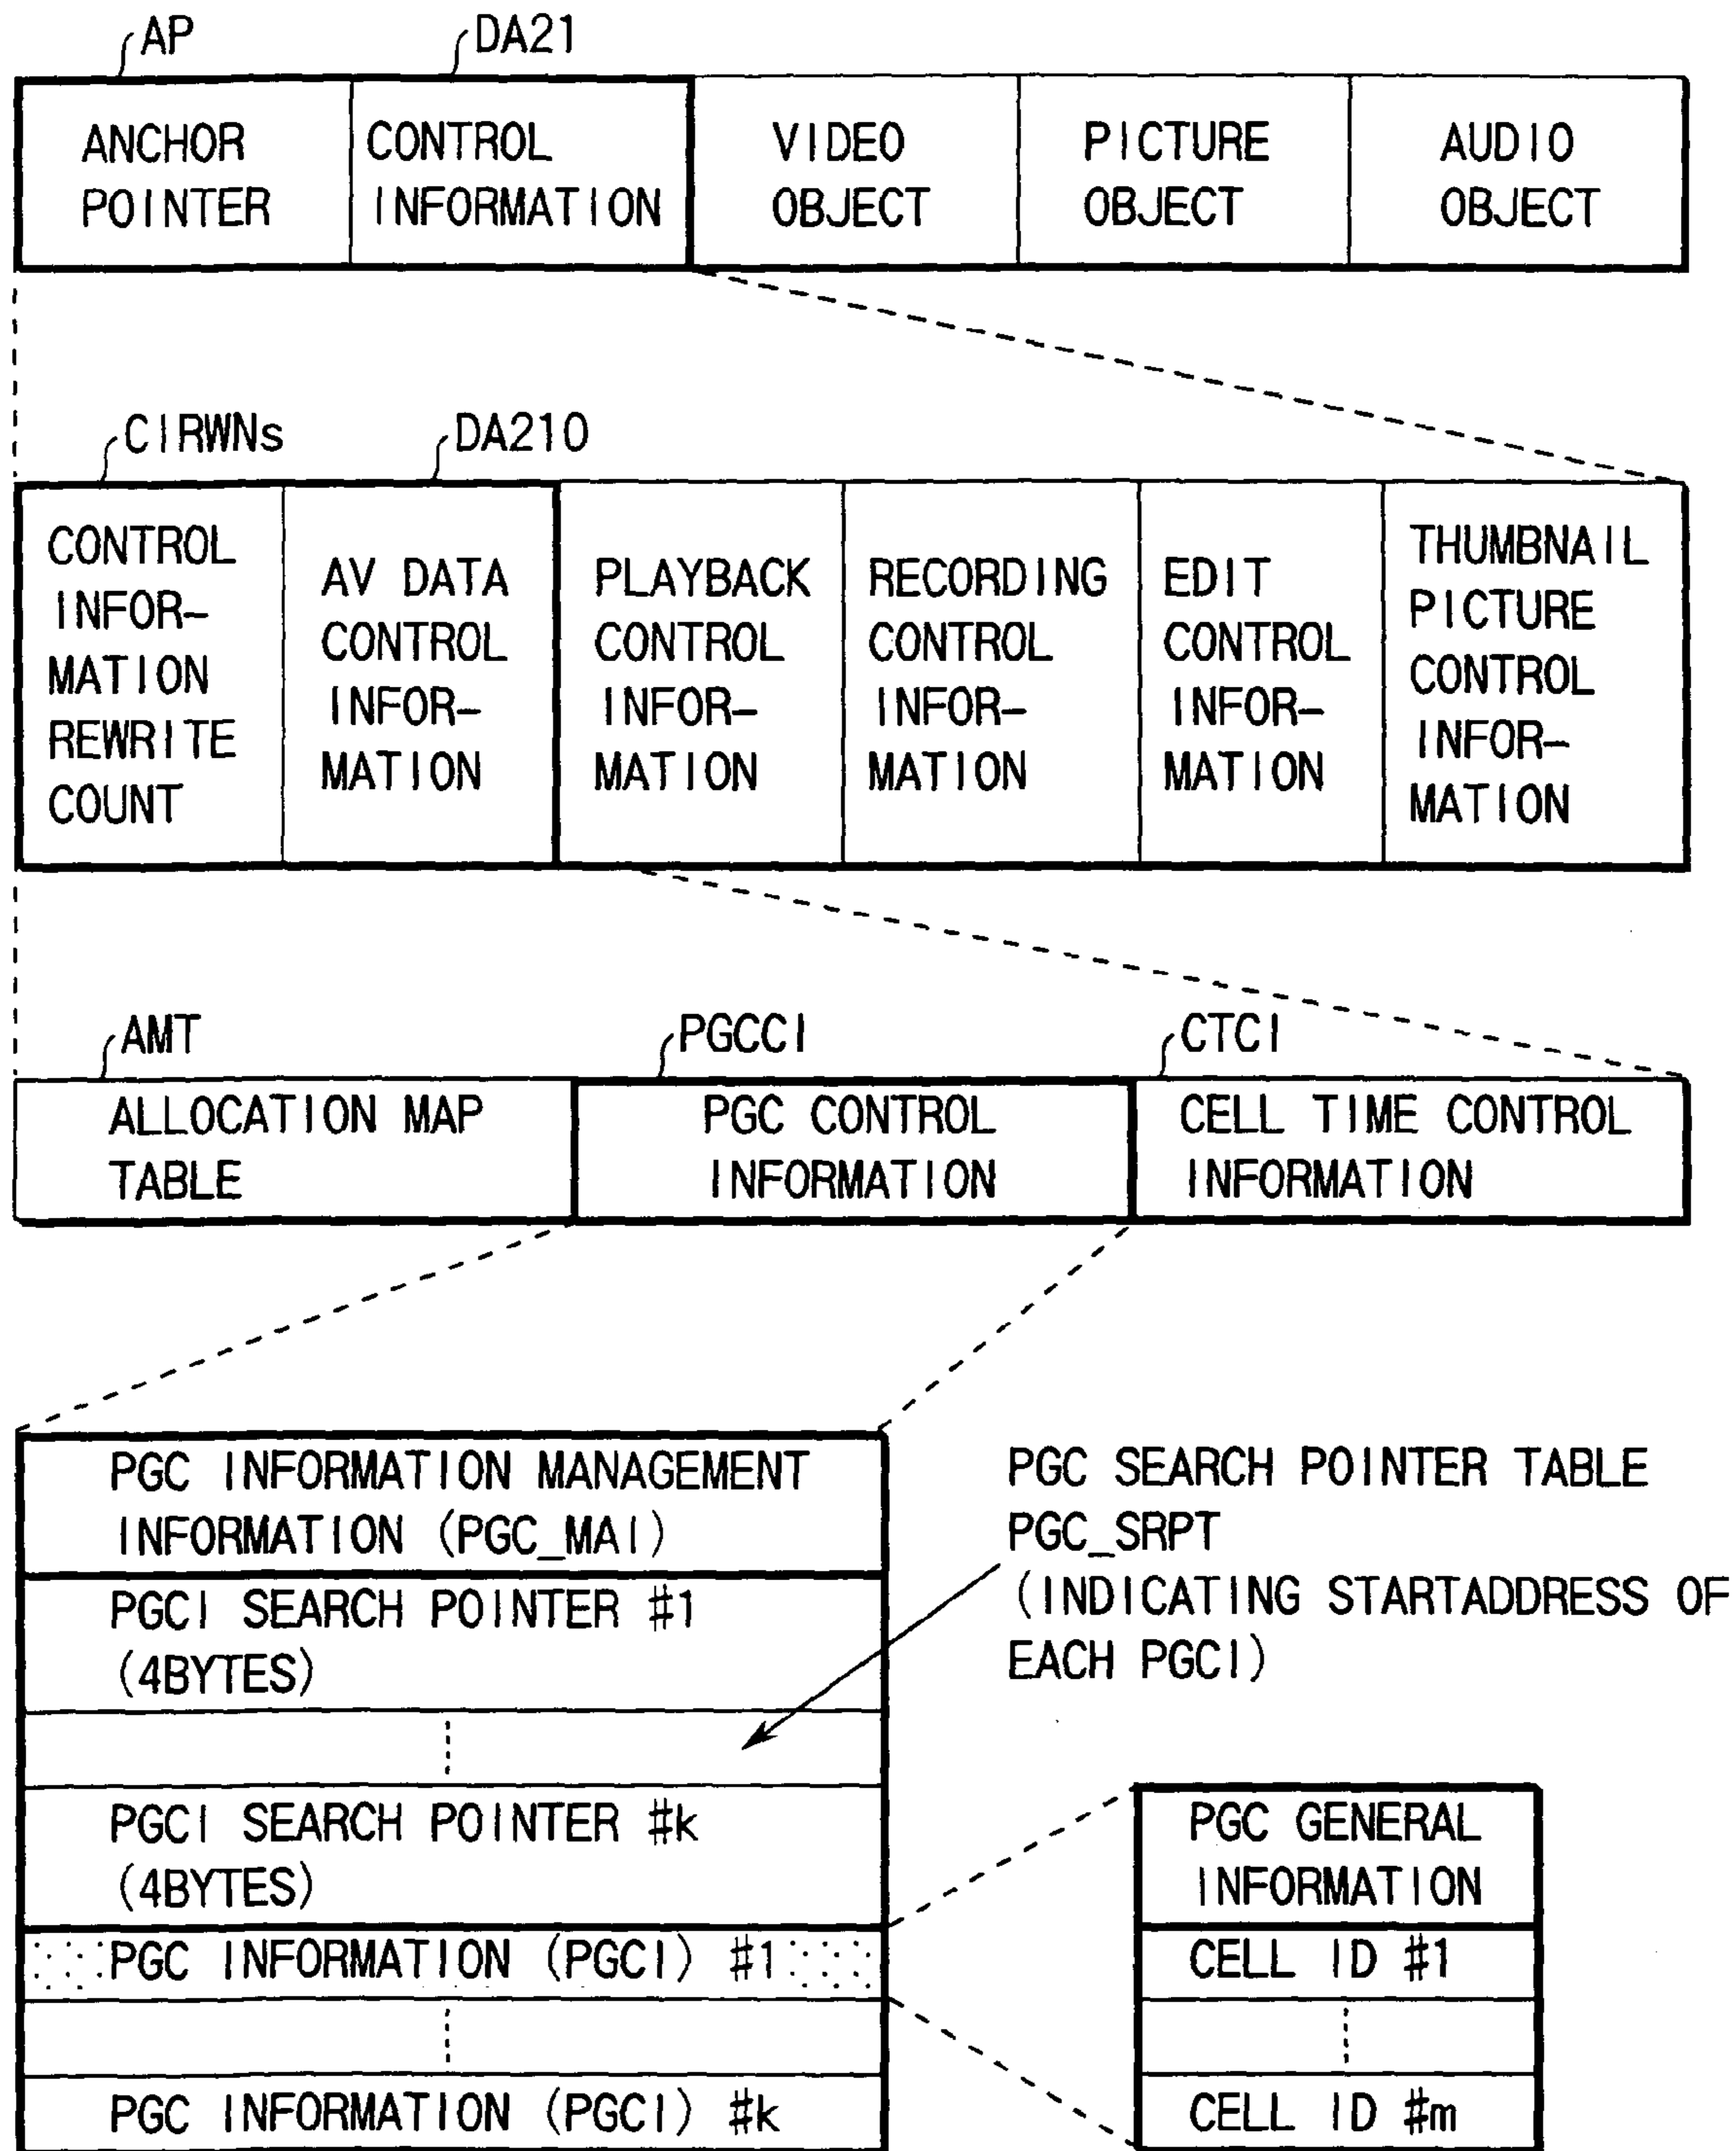 AP
DA21
ANCHOR
POINTER
CONTROL
INFORMATION
VIDEO
OBJECT
PICTURE
OBJECT
AUDIO
OBJECT
CIRWNs
DA210
CONTROL
INFOR-
MATION
REWRITE
COUNT
AV DATA
CONTROL
INFOR-
MATION
PLAYBACK
CONTROL
INFOR-
MATION
RECORDING
CONTROL
INFOR-
MATION
EDIT
CONTROL
INFOR-
MATION
THUMBNAIL
PICTURE
CONTROL
INFOR-
MATION
AMT
PGCCI
CTCI
ALLOCATION MAP
TABLE
PGC CONTROL
INFORMATION
CELL TIME CONTROL
INFORMATION
PGC INFORMATION MANAGEMENT
INFORMATION (PGC_MAI)
PGCI SEARCH POINTER #1
(4BYTES)
PGCI SEARCH POINTER #k
(4BYTES)
PGC INFORMATION (PGCI) #1
PGC INFORMATION (PGCI) #k
PGC SEARCH POINTER TABLE
PGC_SRPT
(INDICATING STARTADDRESS OF
EACH PGCI)
PGC GENERAL
INFORMATION
CELL ID #1
CELL ID #m